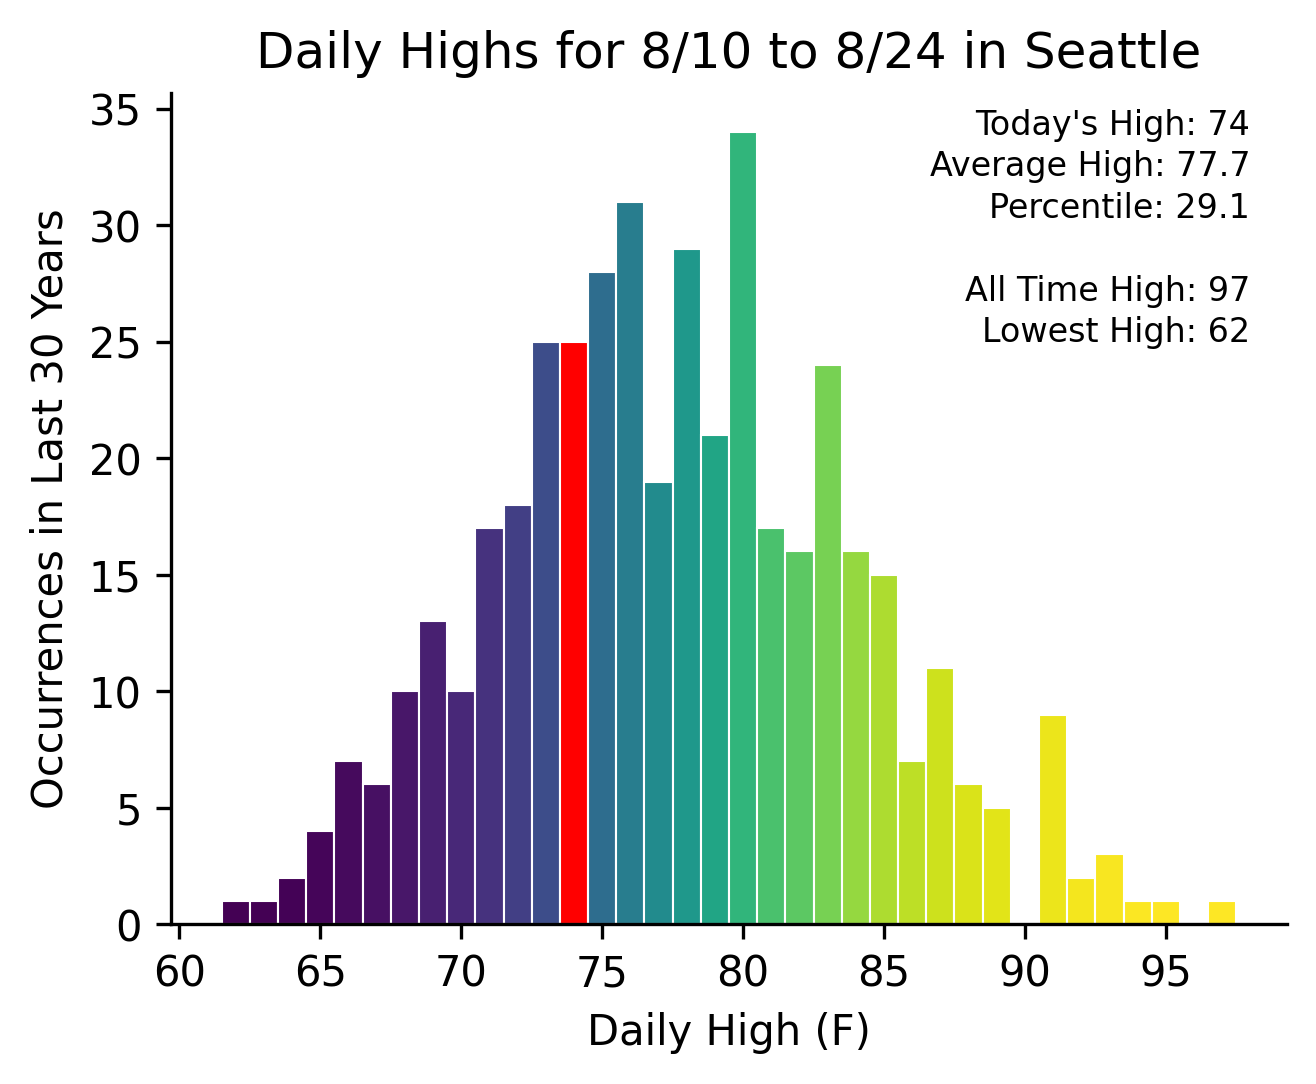 Daily Highs for 8/10 to 8/24 in Seattle
Today's High: 74
Average High: 77.7
Percentile: 29.1
All Time High: 97
Lowest High: 62
Occurrences in Last 30 Years
35
30
25
20
15
10
5
0
60 65 70 75 80 85 90 95
Daily High (F)